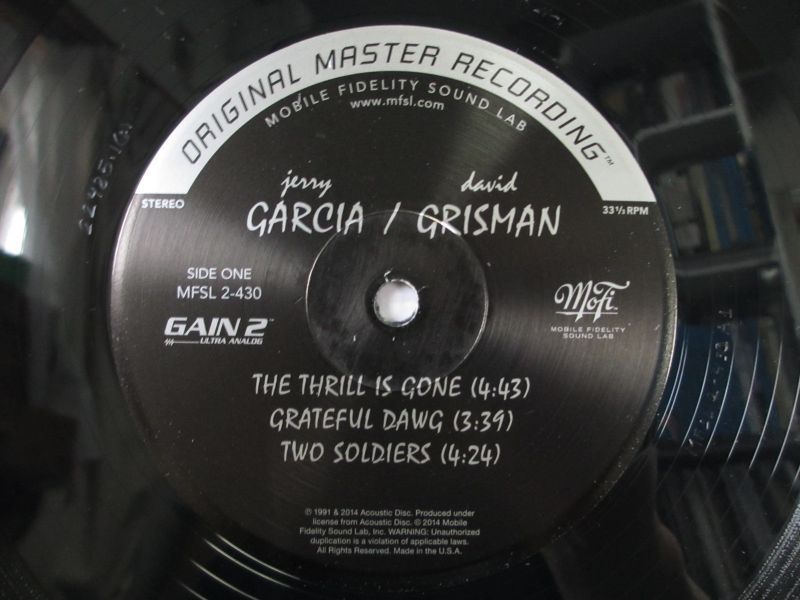 ORIGINAL MASTER RECORDING™
MOBILE FIDELITY SOUND LAB
www.mfsl.com
STEREO
33 1/3 RPM
jerry david
GARCIA / GRISMAN
SIDE ONE
MFSL 2-430
MoFi
MOBILE FIDELITY
SOUND LAB
GAIN 2™
ULTRA ANALOG
THE THRILL IS GONE (4:43)
GRATEFUL DAWG (3:39)
TWO SOLDIERS (4:24)
℗ 1991 & 2014 Acoustic Disc. Produced under
license from Acoustic Disc. © 2014 Mobile
Fidelity Sound Lab, Inc. WARNING: Unauthorized
duplication is a violation of applicable laws.
All Rights Reserved. Made in the U.S.A.